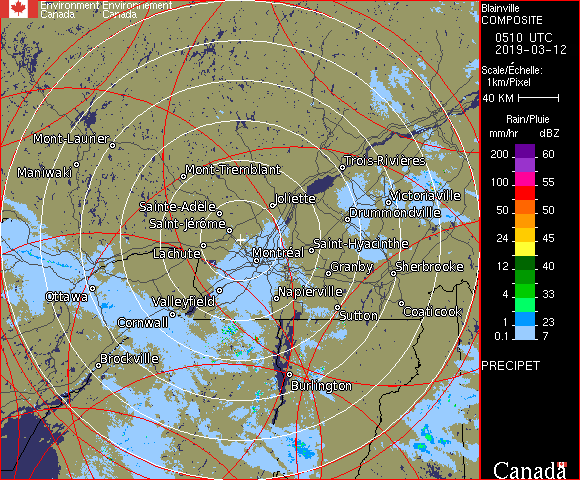 Environment Environnement
Canada Canada
Blainville
COMPOSITE
0510 UTC
2019-03-12
Scale/Échelle:
1km/Pixel
40 KM
Rain/Pluie
mm/hr dBZ
200 60
100 55
50 50
24 45
12 40
4 33
1 23
0.1 7
PRECIPET
Mont-Laurier
Maniwaki
Mont-Tremblant
Trois-Rivières
Sainte-Adèle
Joliette
Victoriaville
Drummondville
Saint-Jérôme
Lachute
Montréal
Saint-Hyacinthe
Granby
Sherbrooke
Ottawa
Valleyfield
Napierville
Cornwall
Sutton
Coaticook
Brockville
Burlington
Canada